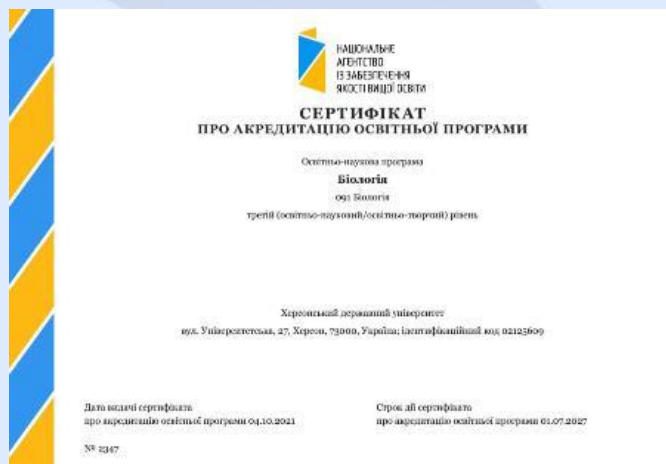 НАЦІОНАЛЬНЕ
АГЕНТСТВО
ІЗ ЗАБЕЗПЕЧЕННЯ
ЯКОСТІ ВИЩОЇ ОСВІТИ
СЕРТИФІКАТ
ПРО АКРЕДИТАЦІЮ ОСВІТНЬОЇ ПРОГРАМИ
Освітньо-наукова програма
Біологія
091 Біологія
третій (освітньо-науковий/освітньо-творчий) рівень
Херсонський державний університет
вул. Університетська, 27, Херсон, 73000, Україна; ідентифікаційний код 02125609
Дата видачі сертифіката
про акредитацію освітньої програми 04.10.2021
Строк дії сертифіката
про акредитацію освітньої програми 01.07.2027
№ 2347